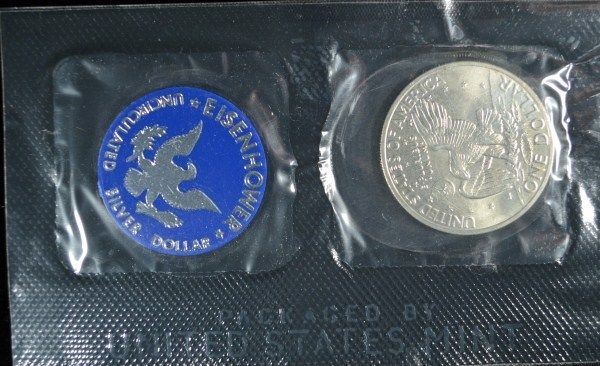 EISENHOWER
UNCIRCULATED SILVER DOLLAR
UNITED STATES OF AMERICA
ONE DOLLAR
PACKAGED BY
UNITED STATES MINT